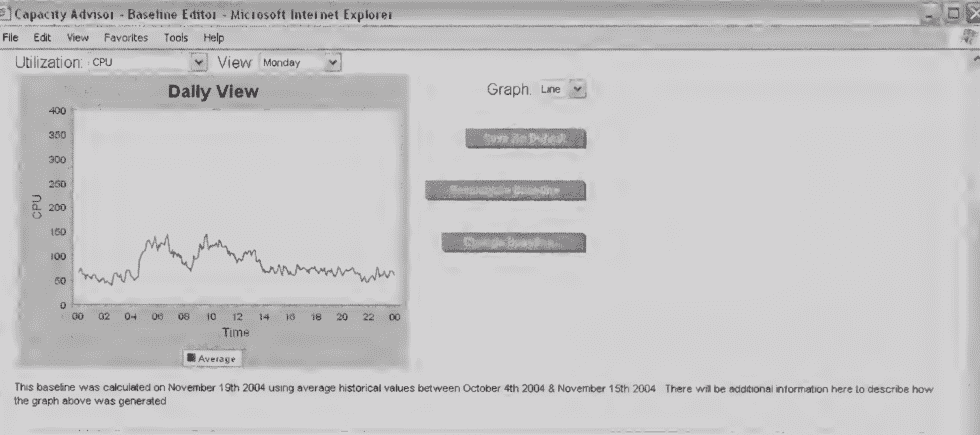 Capacity Advisor - Baseline Editor - Microsoft Internet Explorer
File Edit View Favorites Tools Help
Utilization: CPU View: Monday
Daily View
Graph: Line
400
350
300
250
200
150
100
50
0
CPU
00 02 04 06 08 10 12 14 16 18 20 22 00
Time
Average
This baseline was calculated on November 19th 2004 using average historical values between October 4th 2004 & November 15th 2004 There will be additional information here to describe how
the graph above was generated